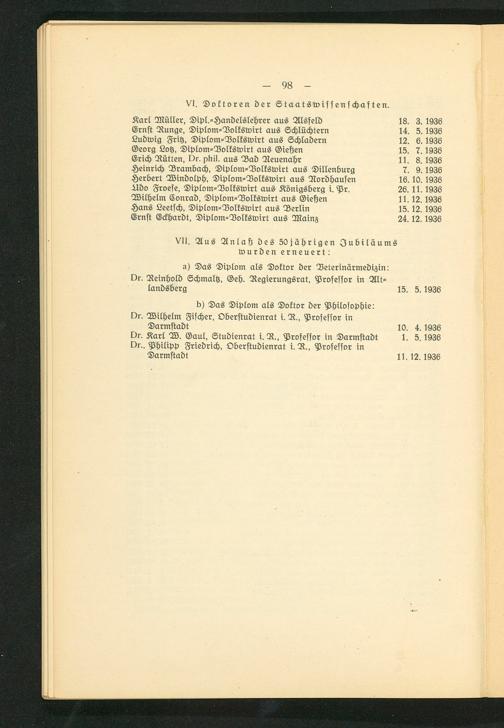 — 98 —
VI. Doktoren der Staatswissenschaften.
Karl Müller, Dipl.-Handelslehrer aus Alsfeld 18. 3. 1936
Ernst Runge, Diplom-Volkswirt aus Schlüchtern 14. 5. 1936
Ludwig Fritz, Diplom-Volkswirt aus Schladern 12. 6. 1936
Georg Lotz, Diplom-Volkswirt aus Gießen 15. 7. 1936
Erich Rütten, Dr. phil. aus Bad Neuenahr 11. 8. 1936
Heinrich Brambach, Diplom-Volkswirt aus Dillenburg 7. 9. 1936
Herbert Windolph, Diplom-Volkswirt aus Nordhausen 16. 10. 1936
Udo Froese, Diplom-Volkswirt aus Königsberg i. Pr. 26. 11. 1936
Wilhelm Conrad, Diplom-Volkswirt aus Gießen 11. 12. 1936
Hans Leetsch, Diplom-Volkswirt aus Berlin 15. 12. 1936
Ernst Eckhardt, Diplom-Volkswirt aus Mainz 24. 12. 1936
VII. Aus Anlaß des 50jährigen Jubiläums
wurden erneuert:
a) Das Diplom als Doktor der Veterinärmedizin:
Dr. Reinhold Schmaltz, Geh. Regierungsrat, Professor in Alt-
landsberg 15. 5. 1936
b) Das Diplom als Doktor der Philosophie:
Dr. Wilhelm Fischer, Oberstudienrat i. R., Professor in
Darmstadt 10. 4. 1936
Dr. Karl W. Gaul, Studienrat i. R., Professor in Darmstadt 1. 5. 1936
Dr., Philipp Friedrich, Oberstudienrat i. R., Professor in
Darmstadt 11. 12. 1936